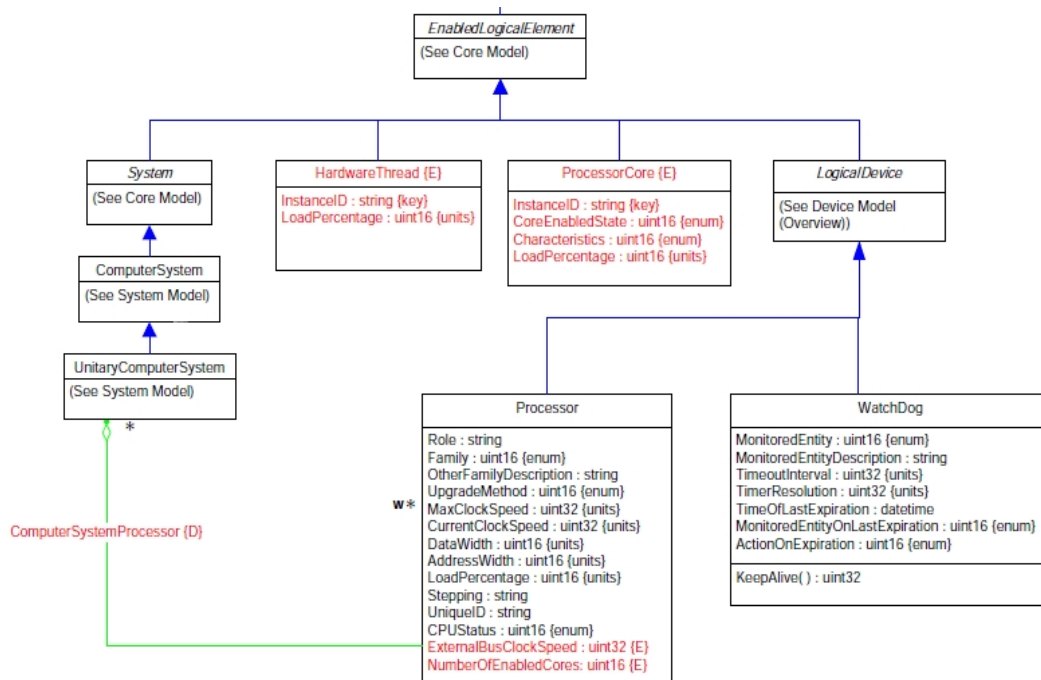 EnabledLogicalElement
(See Core Model)
System
(See Core Model)
HardwareThread {E}
InstanceID : string {key}
LoadPercentage : uint16 {units}
ProcessorCore {E}
InstanceID : string {key}
CoreEnabledState : uint16 {enum}
Characteristics : uint16 {enum}
LoadPercentage : uint16 {units}
LogicalDevice
(See Device Model
(Overview))
ComputerSystem
(See System Model)
UnitaryComputerSystem
(See System Model)
*
ComputerSystemProcessor {D}
w*
Processor
Role : string
Family : uint16 {enum}
OtherFamilyDescription : string
UpgradeMethod : uint16 {enum}
MaxClockSpeed : uint32 {units}
CurrentClockSpeed : uint32 {units}
DataWidth : uint16 {units}
AddressWidth : uint16 {units}
LoadPercentage : uint16 {units}
Stepping : string
UniqueID : string
CPUStatus : uint16 {enum}
ExternalBusClockSpeed : uint32 {E}
NumberOfEnabledCores: uint16 {E}
WatchDog
MonitoredEntity : uint16 {enum}
MonitoredEntityDescription : string
TimeoutInterval : uint32 {units}
TimerResolution : uint32 {units}
TimeOfLastExpiration : datetime
MonitoredEntityOnLastExpiration : uint16 {enum}
ActionOnExpiration : uint16 {enum}
KeepAlive( ) : uint32